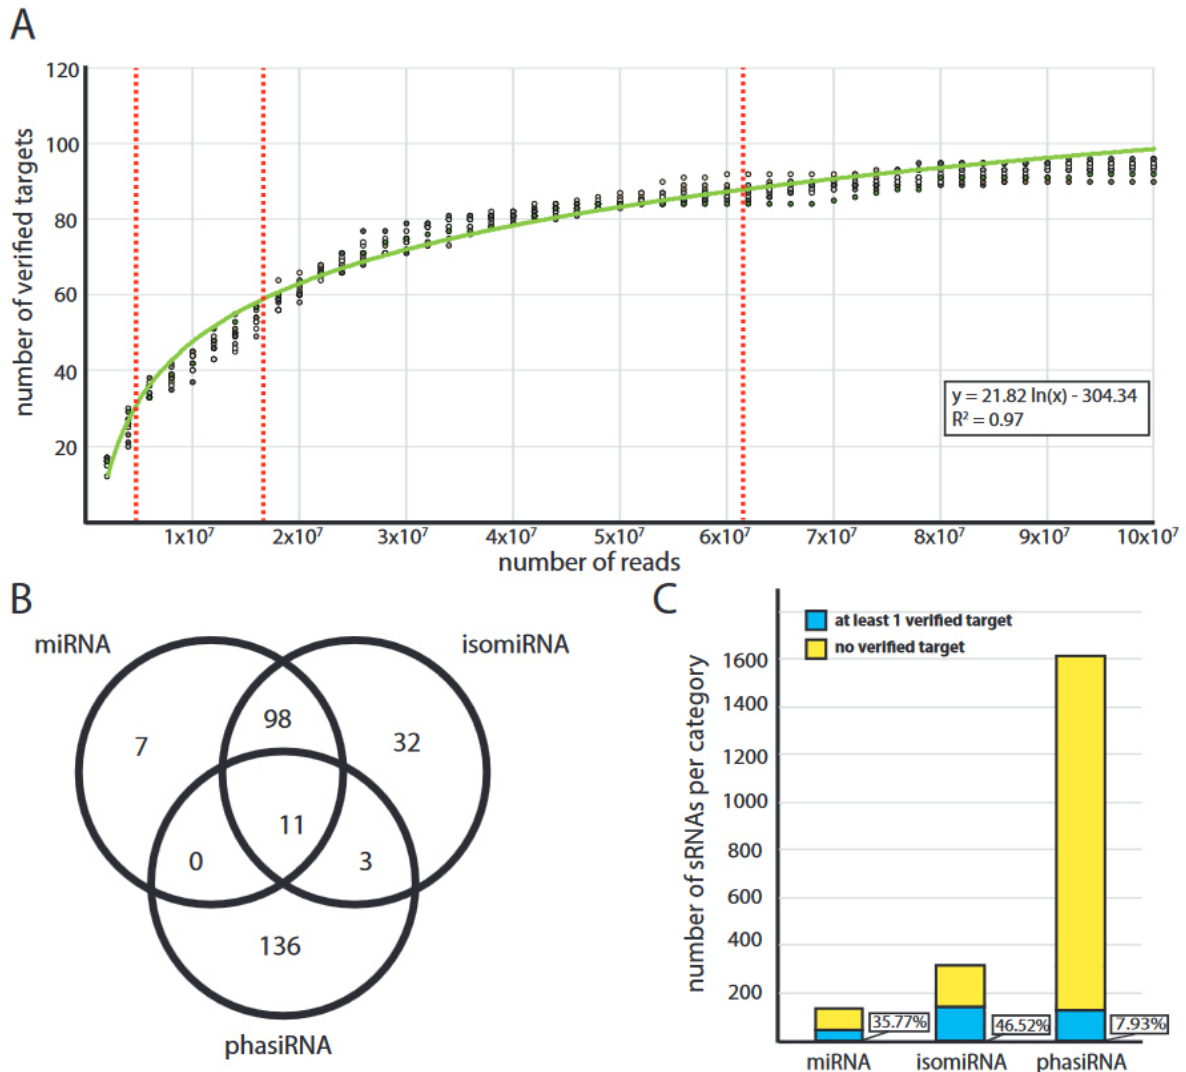 A
120
100
80
60
40
20
number of verified targets
y = 21.82 ln(x) - 304.34
R² = 0.97
1x10⁷ 2x10⁷ 3x10⁷ 4x10⁷ 5x10⁷ 6x10⁷ 7x10⁷ 8x10⁷ 9x10⁷ 10x10⁷
number of reads
B
miRNA
isomiRNA
7
98
32
11
0
3
136
phasiRNA
C
at least 1 verified target
no verified target
1600
1400
1200
1000
800
600
400
200
number of sRNAs per category
35.77%
46.52%
7.93%
miRNA isomiRNA phasiRNA